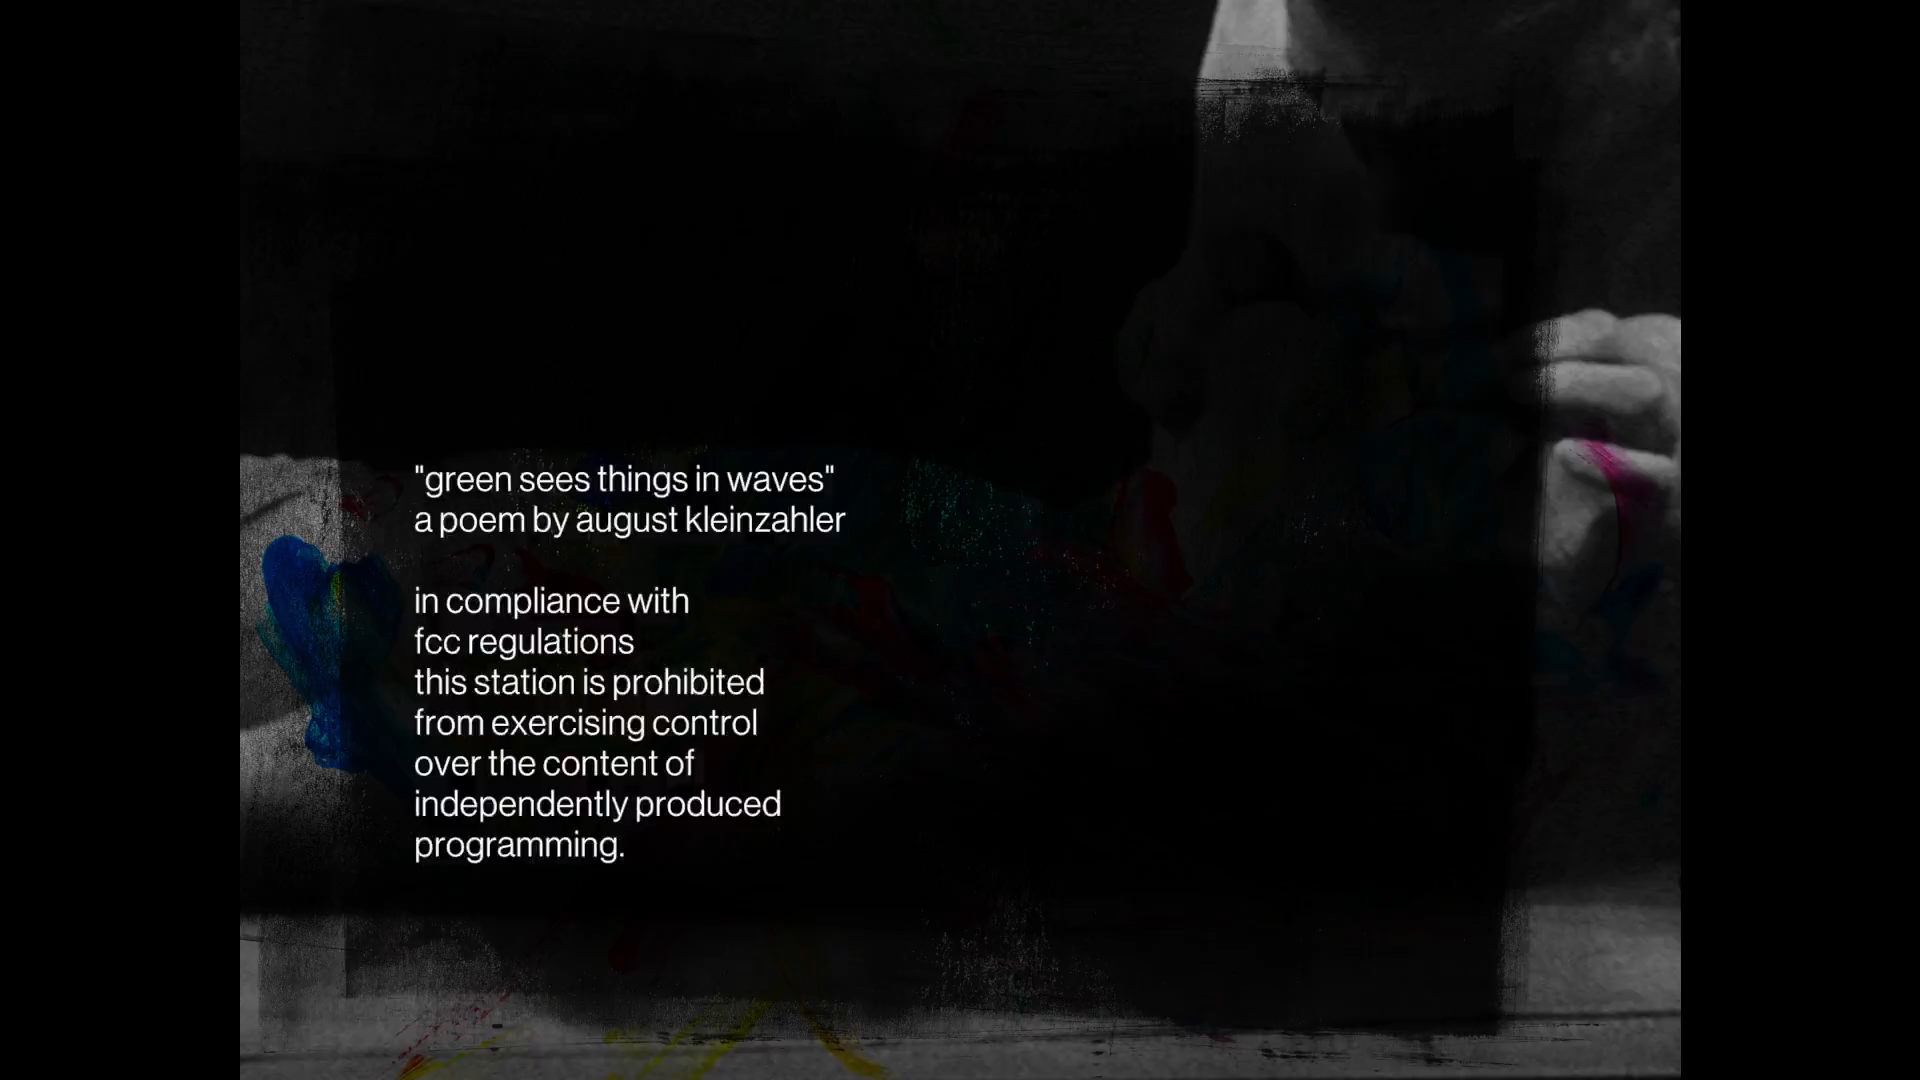 "green sees things in waves"
a poem by august kleinzahler
in compliance with
fcc regulations
this station is prohibited
from exercising control
over the content of
independently produced
programming.